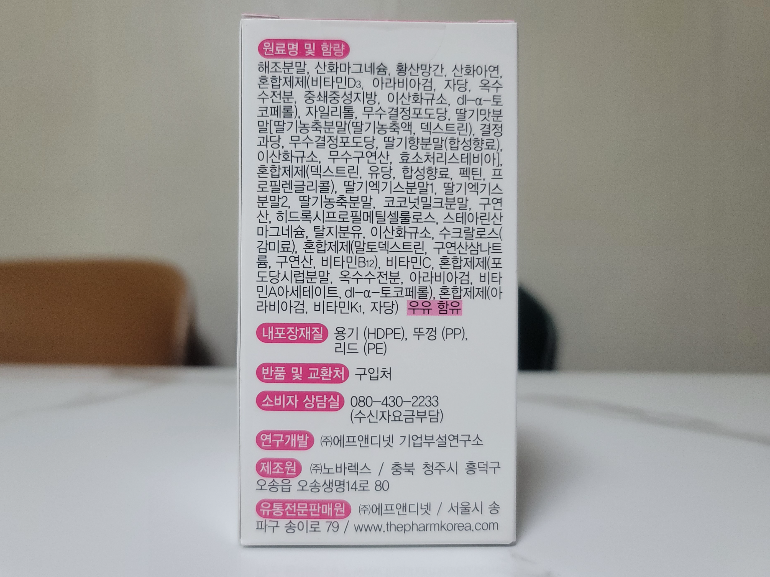 원료명 및 함량
해조분말, 산화마그네슘, 황산망간, 산화아연,
혼합제제(비타민D3, 아라비아검, 자당, 옥수
수전분, 중쇄중성지방, 이산화규소, dl-α-토
코페롤), 자일리톨, 무수결정포도당, 딸기맛분
말[딸기농축분말(딸기농축액, 덱스트린), 결정
과당, 무수결정포도당, 딸기향분말(합성향료),
이산화규소, 무수구연산, 효소처리스테비아],
혼합제제(덱스트린, 유당, 합성향료, 펙틴, 프
로필렌글리콜), 딸기엑기스분말1, 딸기엑기스
분말2, 딸기농축분말, 코코넛밀크분말, 구연
산, 히드록시프로필메틸셀룰로스, 스테아린산
마그네슘, 탈지분유, 이산화규소, 수크랄로스(
감미료), 혼합제제(말토덱스트린, 구연산삼나트
륨, 구연산, 비타민B12), 비타민C, 혼합제제(포
도당시럽분말, 옥수수전분, 아라비아검, 비타
민A아세테이트, dl-α-토코페롤), 혼합제제(아
라비아검, 비타민K1, 자당) 우유 함유
내포장재질 용기 (HDPE), 뚜껑 (PP),
리드 (PE)
반품 및 교환처 구입처
소비자 상담실 080-430-2233
(수신자요금부담)
연구개발 ㈜에프앤디넷 기업부설연구소
제조원 ㈜노바렉스 / 충북 청주시 흥덕구
오송읍 오송생명14로 80
유통전문판매원 ㈜에프앤디넷 / 서울시 송
파구 송이로 79 / www.thepharmkorea.com